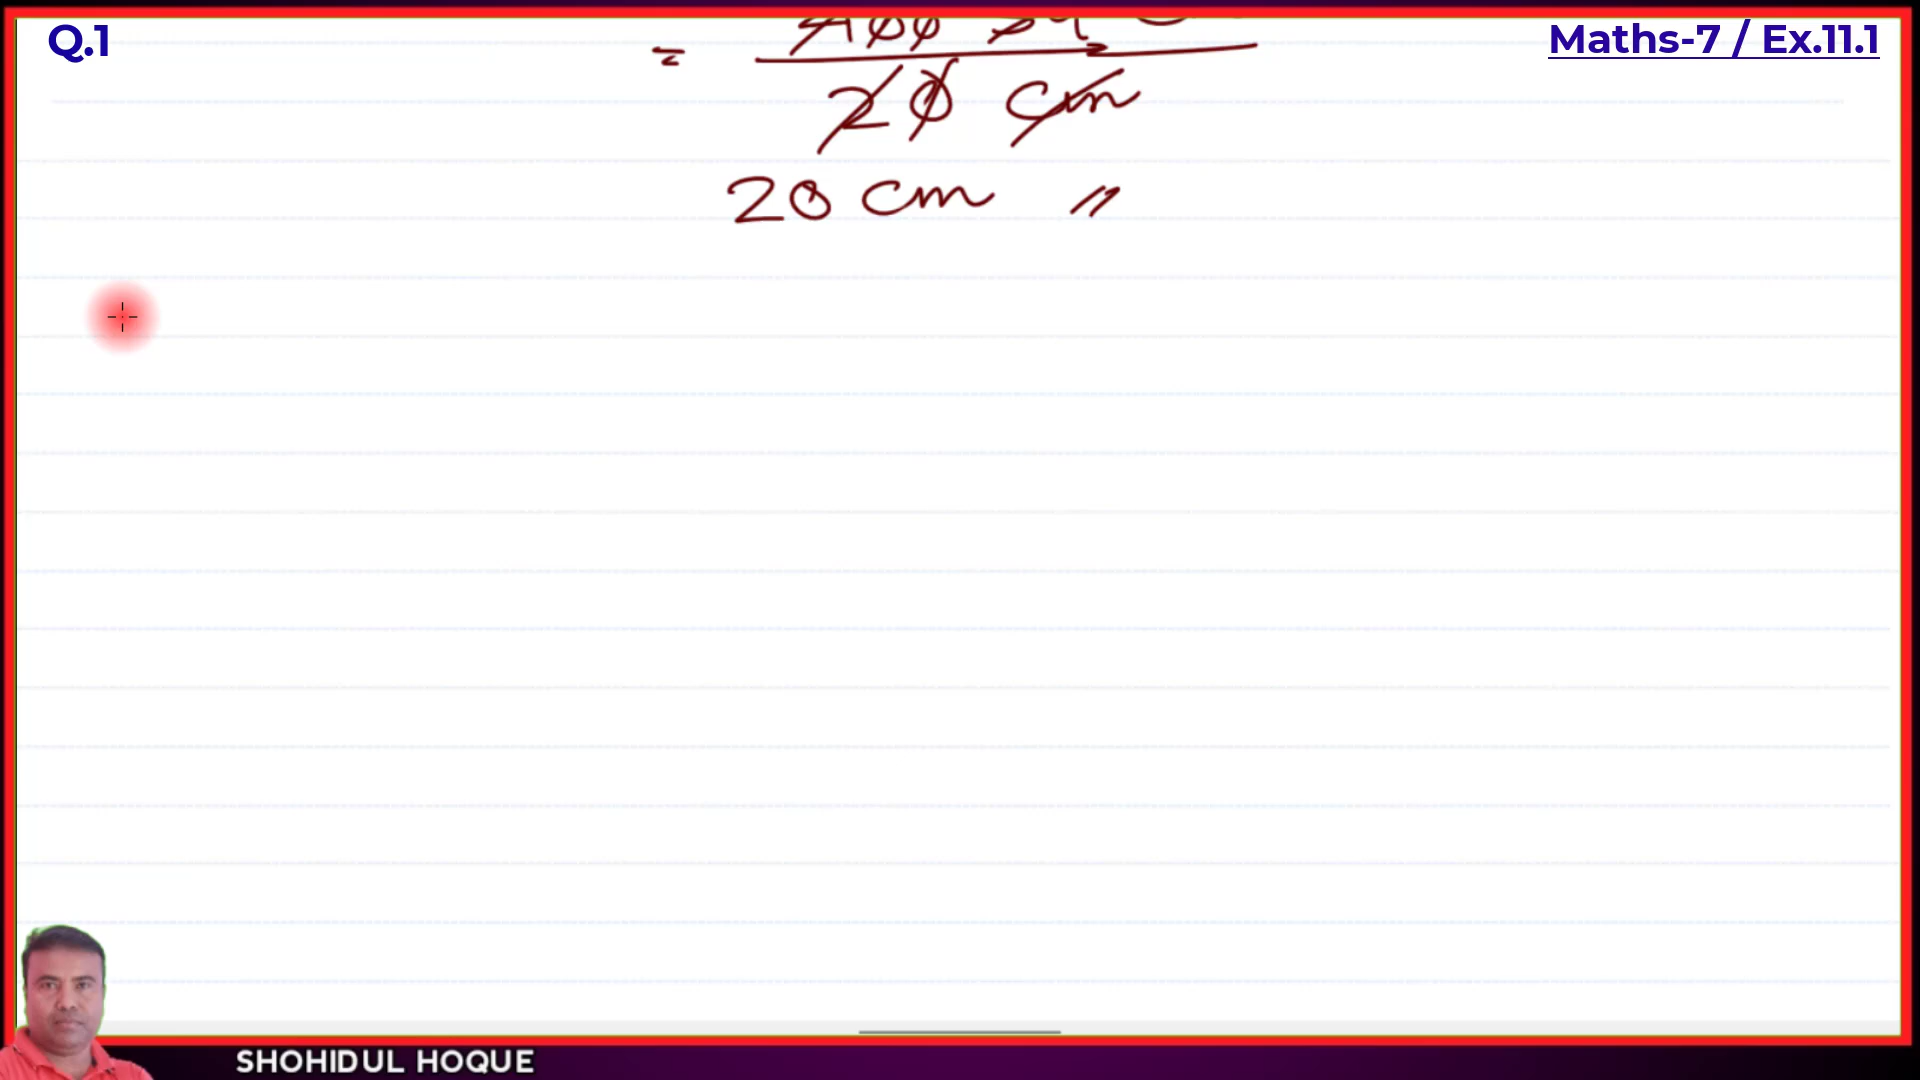 Q.1
Maths-7 / Ex.11.1
=
20 cm
20 cm //
SHOHIDUL HOQUE